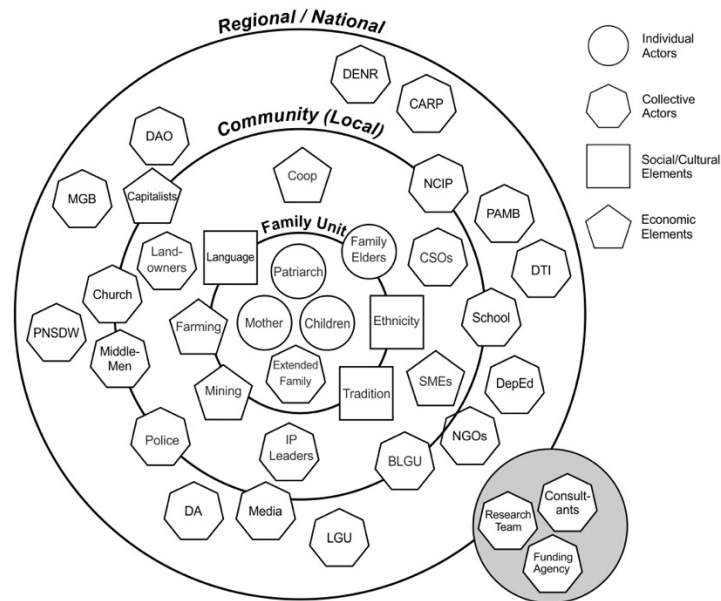 Regional / National
DENR
CARP
DAO
Community (Local)
MGB
Capitalists
Coop
NCIP
PAMB
Family Unit
Land-
owners
Language
Patriarch
Family
Elders
CSOs
DTI
Church
Farming
Mother
Children
Ethnicity
School
PNSDW
Middle-
Men
Mining
Extended
Family
Tradition
SMEs
DepEd
Police
IP
Leaders
BLGU
NGOs
DA
Media
LGU
Research
Team
Consult-
ants
Funding
Agency
Individual
Actors
Collective
Actors
Social/Cultural
Elements
Economic
Elements